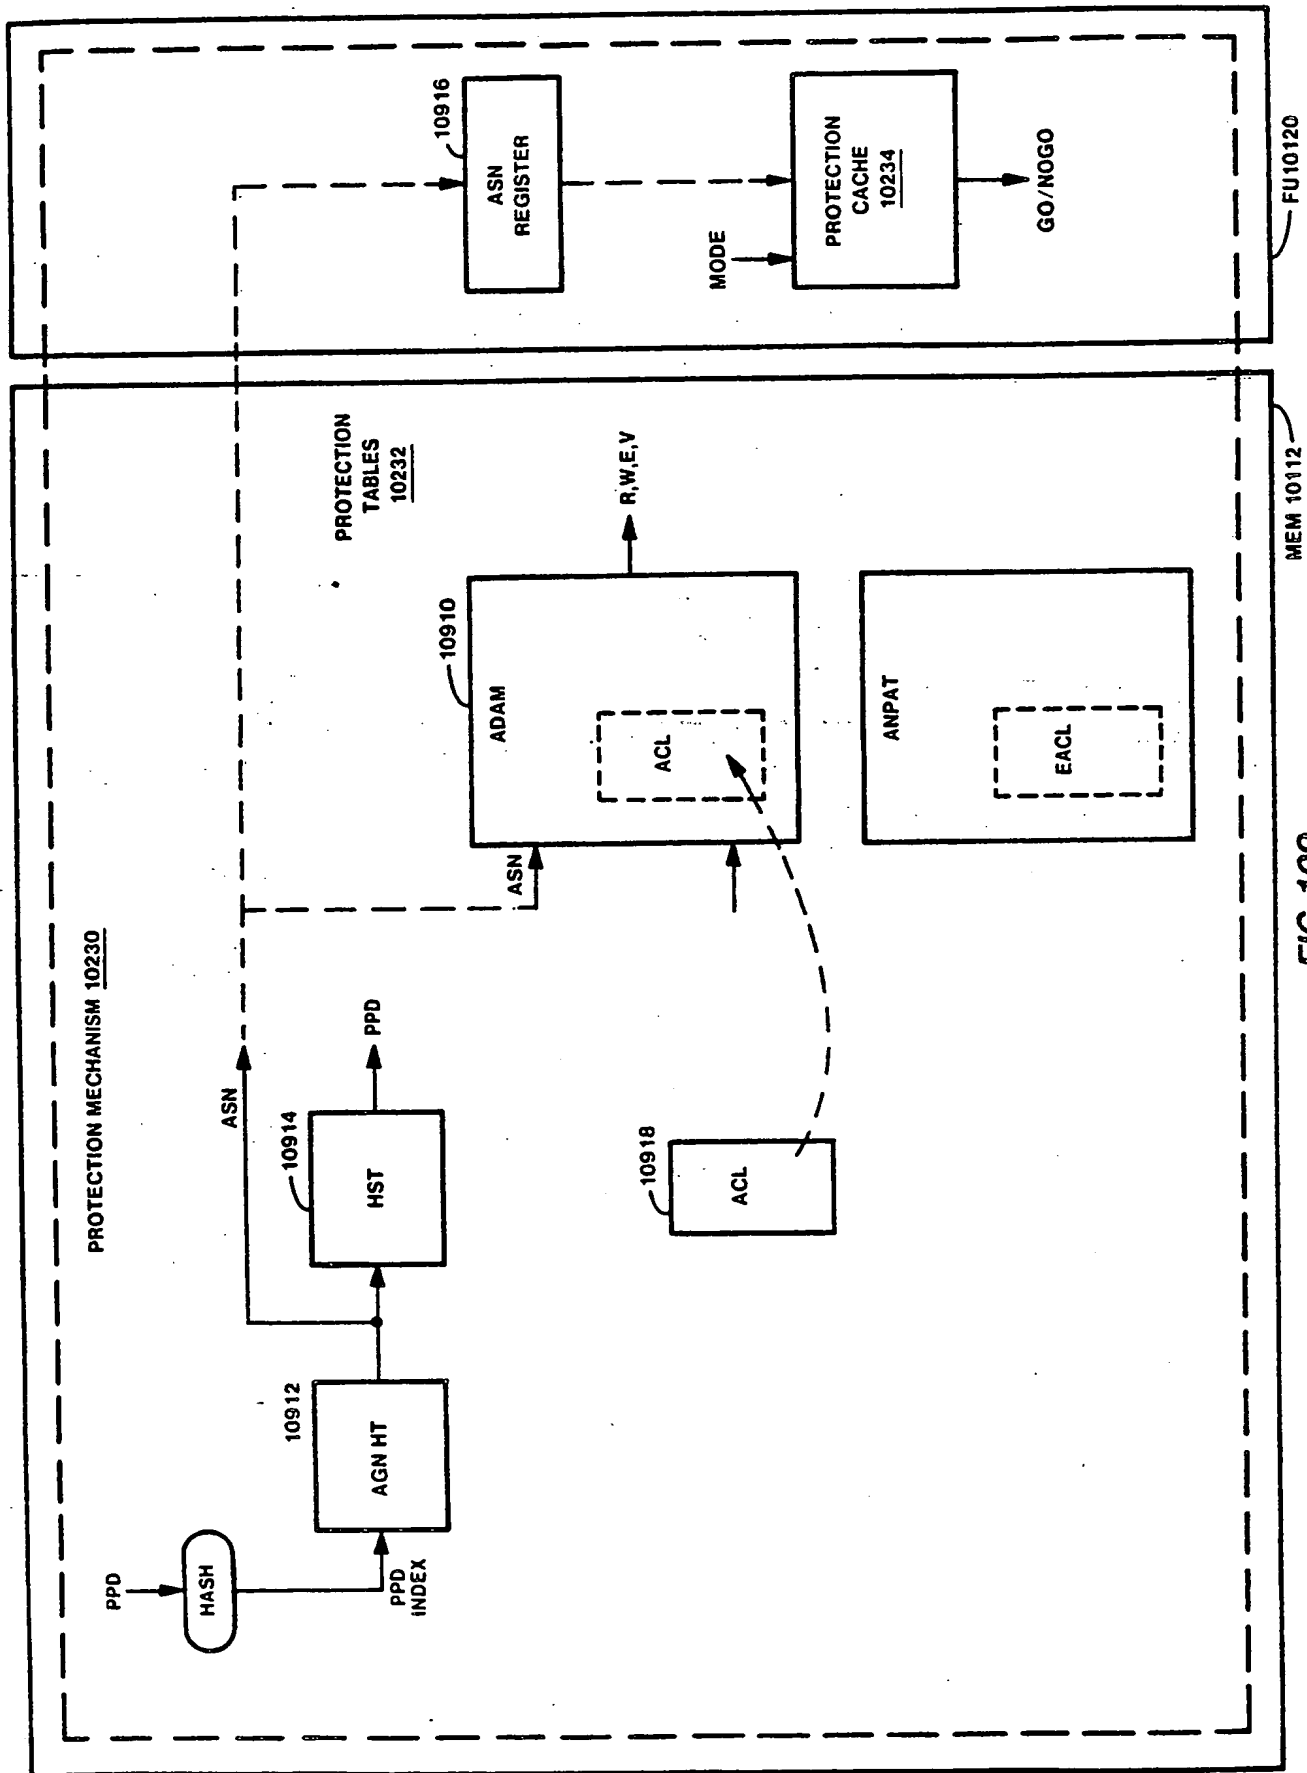 PROTECTION MECHANISM 10230
PPD
HASH
PPD
INDEX
10912
AGN HT
ASN
10914
HST
PPD
10918
ACL
PROTECTION
TABLES
10232
10910
ADAM
ASN
ACL
R,W,E,V
ANPAT
EACL
MEM 10112
10916
ASN
REGISTER
MODE
PROTECTION
CACHE
10234
GO/NOGO
FU10120